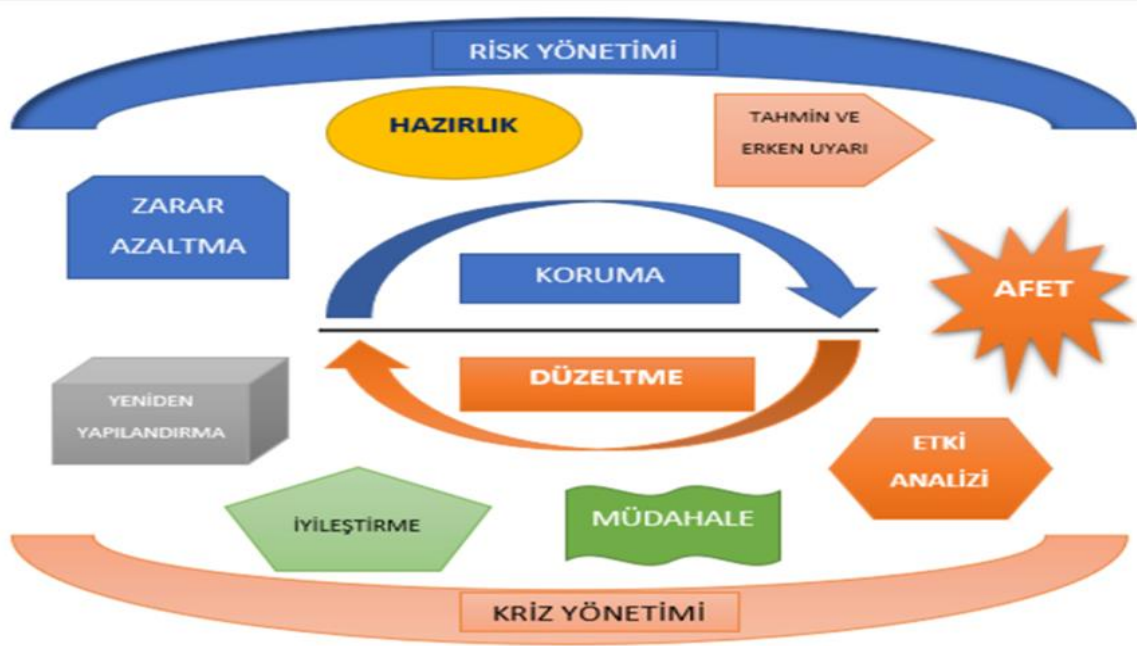 RİSK YÖNETİMİ
HAZIRLIK
TAHMİN VE
ERKEN UYARI
ZARAR
AZALTMA
KORUMA
AFET
DÜZELTME
YENİDEN
YAPILANDIRMA
ETKİ
ANALİZİ
İYİLEŞTİRME
MÜDAHALE
KRİZ YÖNETİMİ